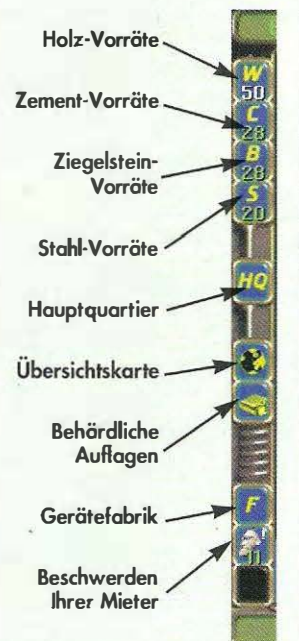 Holz-Vorräte
W
50
Zement-Vorräte
C
28
Ziegelstein-
Vorräte
B
28
Stahl-Vorräte
S
20
Hauptquartier
HQ
Übersichtskarte
Behördliche
Auflagen
Gerätefabrik
F
Beschwerden
Ihrer Mieter
11